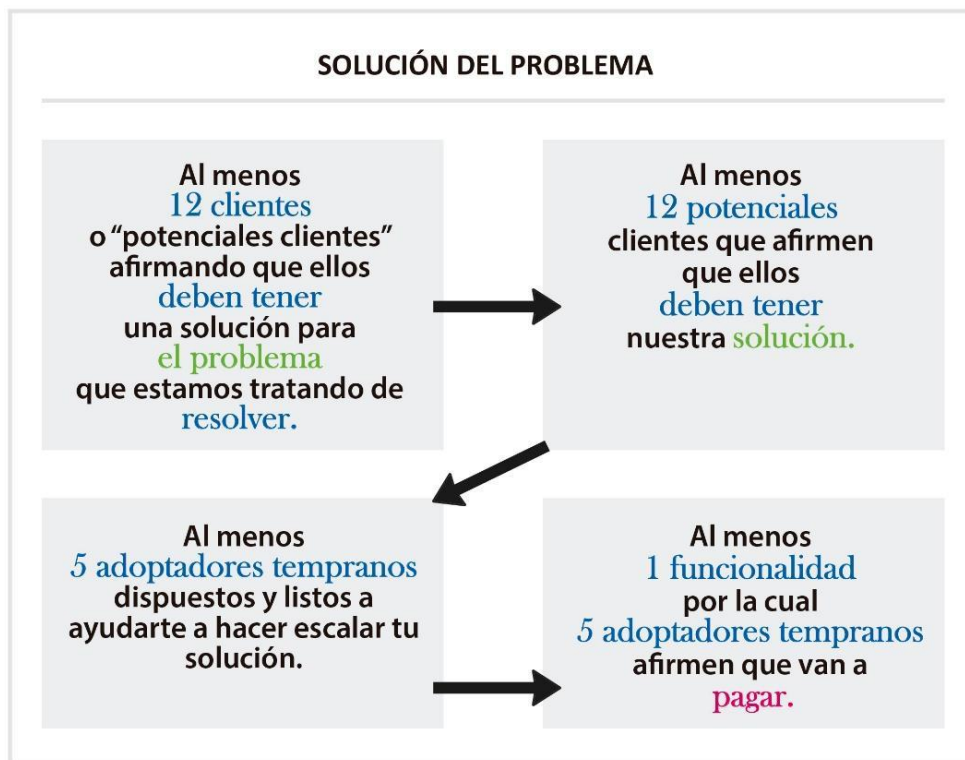 SOLUCIÓN DEL PROBLEMA
Al menos
12 clientes
o “potenciales clientes”
afirmando que ellos
deben tener
una solución para
el problema
que estamos tratando de
resolver.
Al menos
12 potenciales
clientes que afirmen
que ellos
deben tener
nuestra solución.
Al menos
5 adoptadores tempranos
dispuestos y listos a
ayudarte a hacer escalar tu
solución.
Al menos
1 funcionalidad
por la cual
5 adoptadores tempranos
afirmen que van a
pagar.